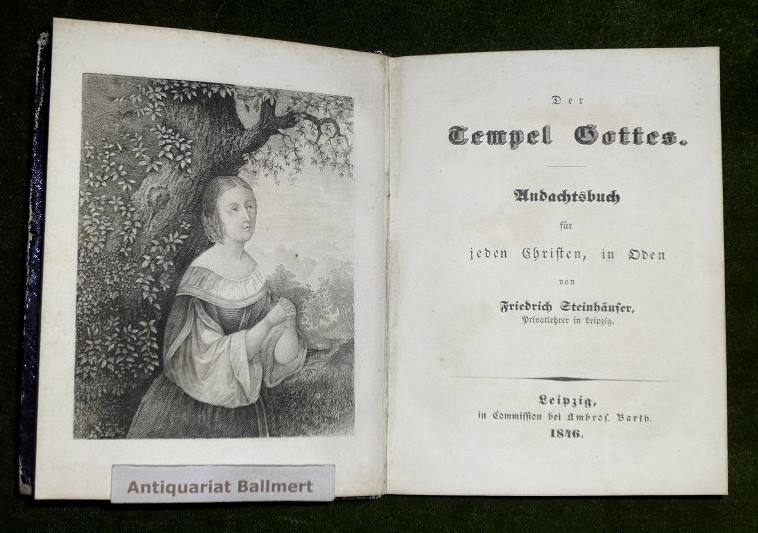 Der
Tempel Gottes.
Andachtsbuch
für
jeden Christen, in Oden
von
Friedrich Steinhäuser,
Privatlehrer in Leipzig.
Leipzig,
in Commission bei Ambros. Barth.
1846.
Antiquariat Ballmert